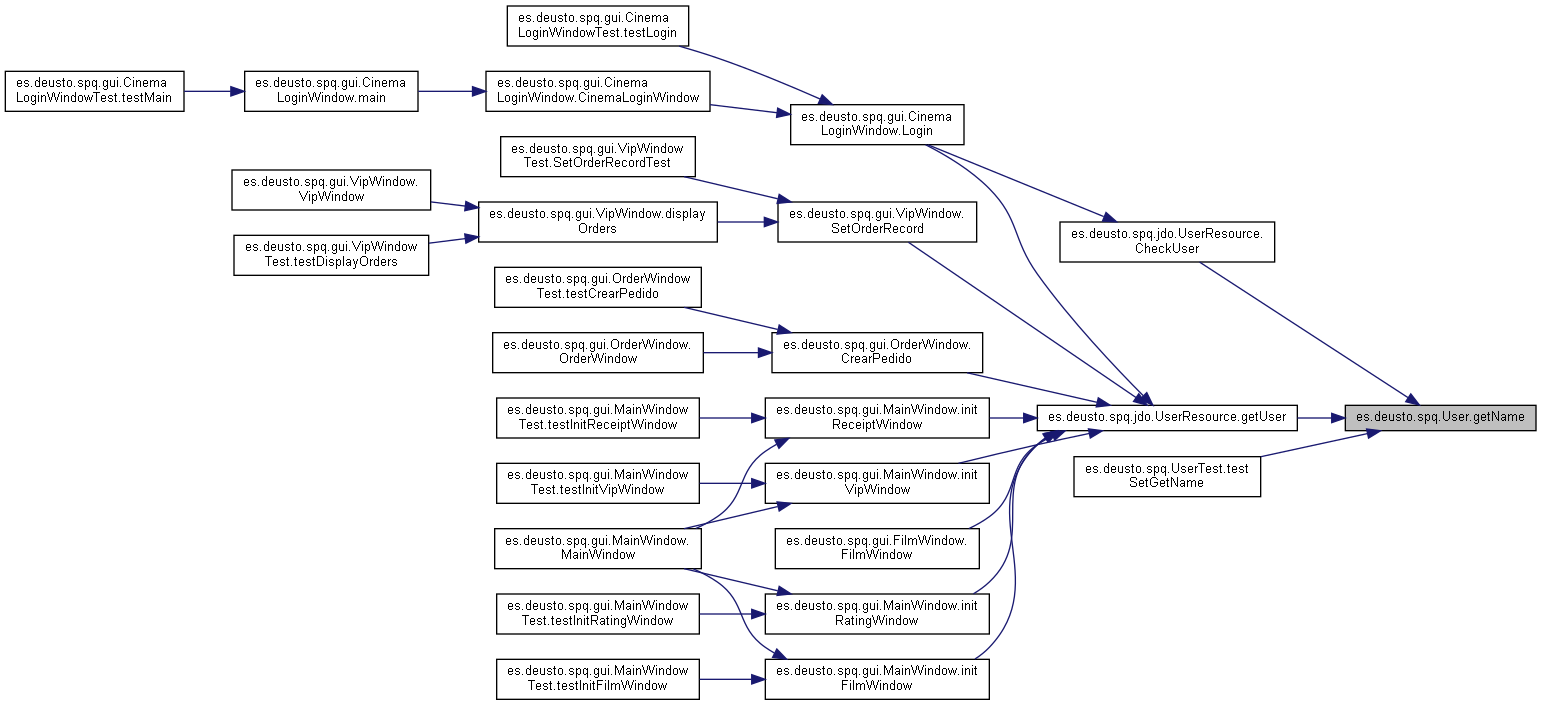 es.deusto.spq.gui.Cinema
LoginWindowTest.testLogin
es.deusto.spq.gui.Cinema
LoginWindowTest.testMain
es.deusto.spq.gui.Cinema
LoginWindow.main
es.deusto.spq.gui.Cinema
LoginWindow.CinemaLoginWindow
es.deusto.spq.gui.Cinema
LoginWindow.Login
es.deusto.spq.gui.VipWindow
Test.SetOrderRecordTest
es.deusto.spq.gui.VipWindow.
VipWindow
es.deusto.spq.gui.VipWindow.display
Orders
es.deusto.spq.gui.VipWindow.
SetOrderRecord
es.deusto.spq.jdo.UserResource.
CheckUser
es.deusto.spq.gui.VipWindow
Test.testDisplayOrders
es.deusto.spq.gui.OrderWindow
Test.testCrearPedido
es.deusto.spq.gui.OrderWindow.
OrderWindow
es.deusto.spq.gui.OrderWindow.
CrearPedido
es.deusto.spq.gui.MainWindow
Test.testInitReceiptWindow
es.deusto.spq.gui.MainWindow.init
ReceiptWindow
es.deusto.spq.jdo.UserResource.getUser
es.deusto.spq.User.getName
es.deusto.spq.gui.MainWindow
Test.testInitVipWindow
es.deusto.spq.gui.MainWindow.init
VipWindow
es.deusto.spq.UserTest.test
SetGetName
es.deusto.spq.gui.MainWindow.
MainWindow
es.deusto.spq.gui.FilmWindow.
FilmWindow
es.deusto.spq.gui.MainWindow
Test.testInitRatingWindow
es.deusto.spq.gui.MainWindow.init
RatingWindow
es.deusto.spq.gui.MainWindow
Test.testInitFilmWindow
es.deusto.spq.gui.MainWindow.init
FilmWindow